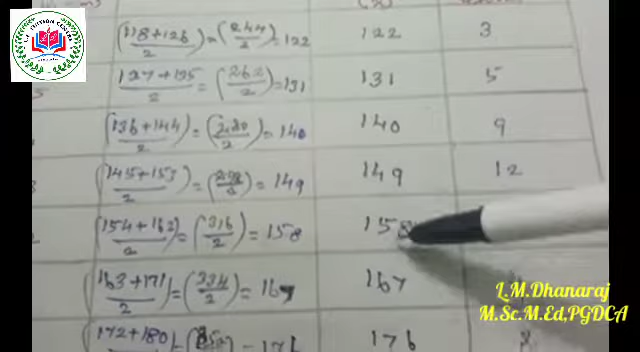 (118+126)/2 = (244/2) = 122 122 3
127+135/2 = (262/2) = 131 131 5
(136+144)/2 = (280/2) = 140 140 9
(145+153)/2 = (298/2) = 149 149 12
(154+162)/2 = (316/2) = 158 158
(163+171)/2 = (334/2) = 167 167
172+180 176 176
L.M.Dhanaraj
M.Sc.M.Ed,PGDCA